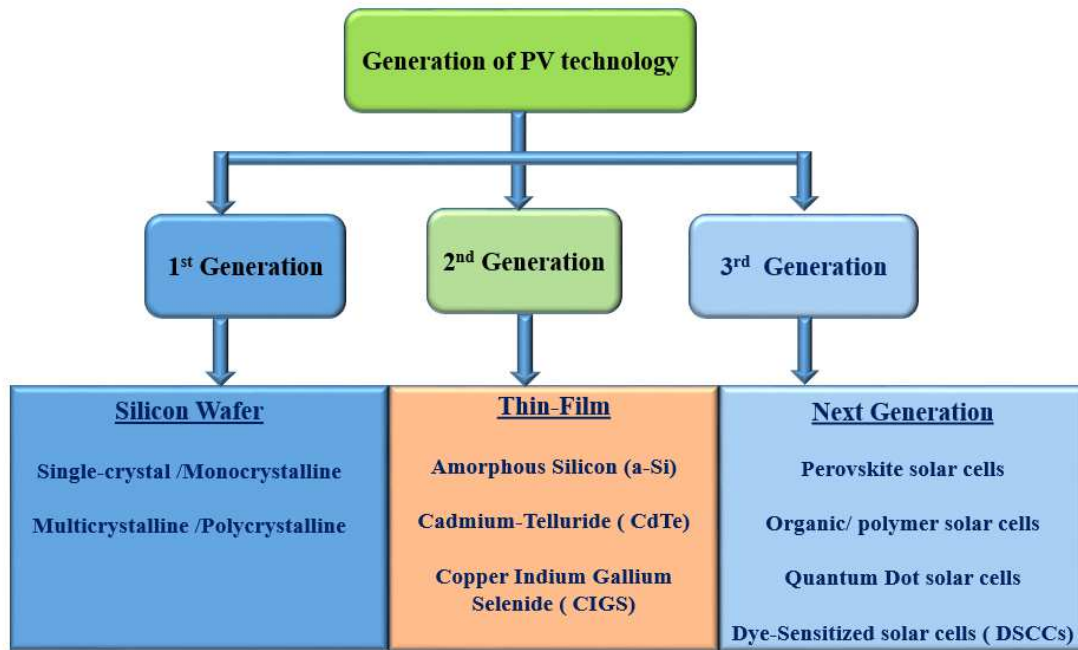 Generation of PV technology
1st Generation
2nd Generation
3rd Generation
Silicon Wafer
Single-crystal /Monocrystalline
Multicrystalline /Polycrystalline
Thin-Film
Amorphous Silicon (a-Si)
Cadmium-Telluride ( CdTe)
Copper Indium Gallium
Selenide ( CIGS)
Next Generation
Perovskite solar cells
Organic/ polymer solar cells
Quantum Dot solar cells
Dye-Sensitized solar cells ( DSCCs)